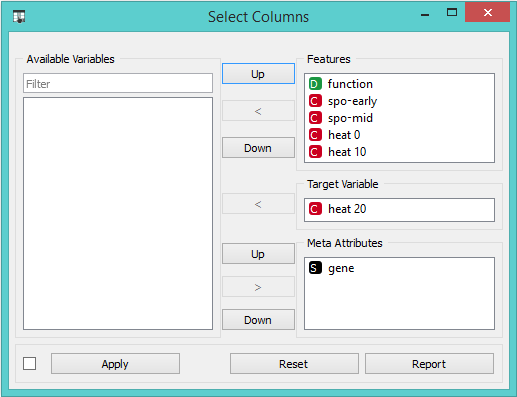 Select Columns
Available Variables
Filter
Up
<
Down
<
Up
>
Down
Features
D function
C spo-early
C spo-mid
C heat 0
C heat 10
Target Variable
C heat 20
Meta Attributes
S gene
Apply
Reset
Report